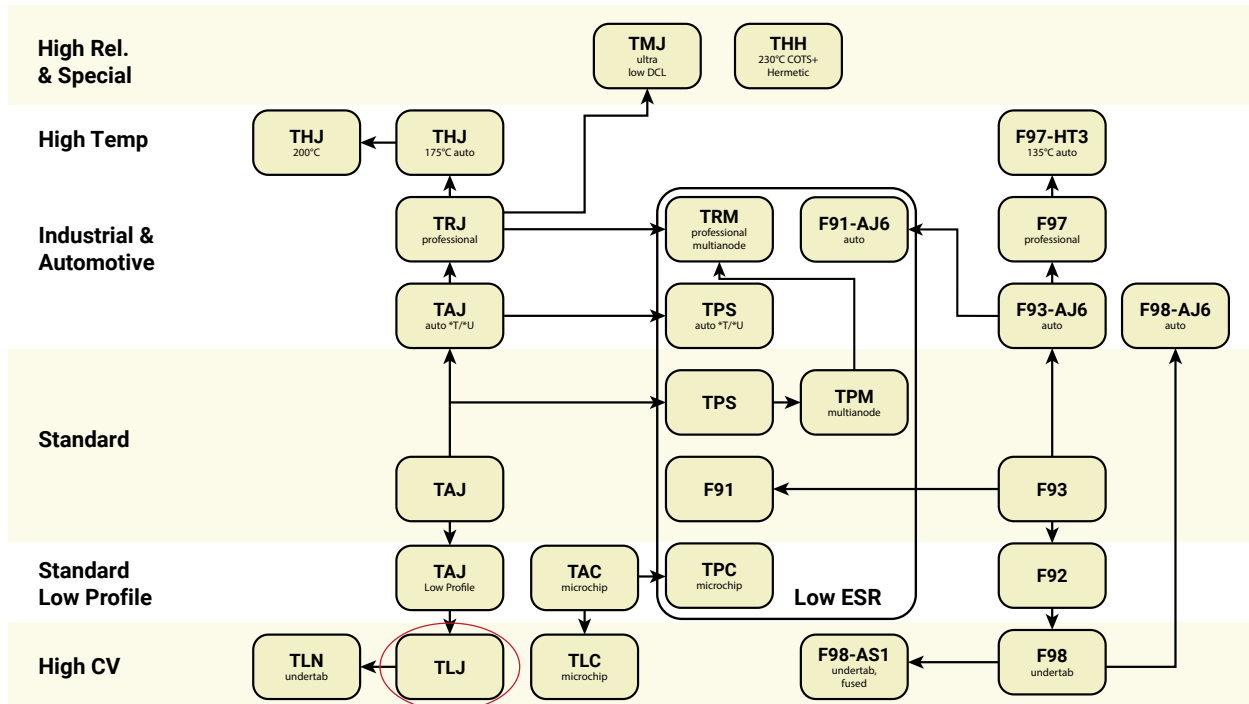 High Rel.
& Special
TMJ
ultra
low DCL
THH
230°C COTS+
Hermetic
High Temp
THJ
200°C
THJ
175°C auto
F97-HT3
135°C auto
Industrial &
Automotive
TRJ
professional
TRM
professional
multianode
F91-AJ6
auto
F97
professional
TAJ
auto *T/*U
TPS
auto *T/*U
F93-AJ6
auto
F98-AJ6
auto
Standard
TPS
TPM
multianode
TAJ
F91
F93
Standard
Low Profile
TAJ
Low Profile
TAC
microchip
TPC
microchip
Low ESR
F92
High CV
TLN
undertab
TLJ
TLC
microchip
F98-AS1
undertab,
fused
F98
undertab